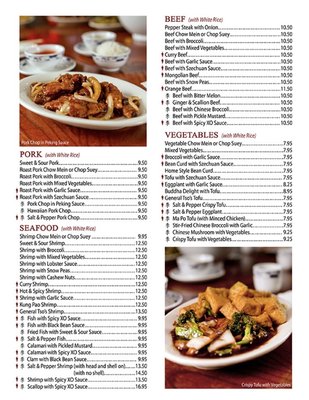 Pork Chop in Peking Sauce
PORK (with White Rice)
Sweet & Sour Pork 9.50
Roast Pork Chow Mein or Chop Suey 9.50
Roast Pork with Broccoli 9.50
Roast Pork with Mixed Vegetables 9.50
Roast Pork with Garlic Sauce 9.50
Roast Pork with Szechuan Sauce 9.50
Pork Chop in Peking Sauce 9.50
Hawaiian Pork Chop 9.50
Salt & Pepper Pork Chop 9.50
SEAFOOD (with White Rice)
Shrimp Chow Mein or Chop Suey 9.95
Sweet & Sour Shrimp 12.50
Shrimp with Broccoli 12.50
Shrimp with Mixed Vegetables 12.50
Shrimp with Lobster Sauce 12.50
Shrimp with Snow Peas 12.50
Shrimp with Cashew Nuts 12.50
Curry Shrimp 12.50
Hot & Spicy Shrimp 12.50
Shrimp with Garlic Sauce 12.50
Kung Pao Shrimp 12.50
General Tso's Shrimp 13.50
Fish with Spicy XO Sauce 9.95
Fish with Black Bean Sauce 9.95
Fried Fish with Sweet & Sour Sauce 9.95
Salt & Pepper Fish 9.95
Calamari with Pickled Mustard 9.95
Calamari with Spicy XO Sauce 9.95
Clam with Black Bean Sauce 9.95
Salt & Pepper Shrimp (with head and shell on) 13.50
(with no shell) 14.50
Shrimp with Spicy XO Sauce 13.50
Scallop with Spicy XO Sauce 16.95
BEEF (with White Rice)
Pepper Steak with Onion 10.50
Beef Chow Mein or Chop Suey 10.50
Beef with Broccoli 10.50
Beef with Mixed Vegetables 10.50
Curry Beef 10.50
Beef with Garlic Sauce 10.50
Beef with Szechuan Sauce 10.50
Mongolian Beef 10.50
Beef with Snow Peas 10.50
Orange Beef 11.50
Beef with Bitter Melon 10.50
Ginger & Scallion Beef 10.50
Beef with Chinese Broccoli 10.50
Beef with Pickle Mustard 10.50
Beef with Spicy XO Sauce 10.50
VEGETABLES (with White Rice)
Vegetable Chow Mein or Chop Suey 7.95
Mixed Vegetables 7.95
Broccoli with Garlic Sauce 7.95
Bean Curd with Szechuan Sauce 7.95
Home Style Bean Curd 7.95
Tofu with Szechuan Sauce 7.95
Eggplant with Garlic Sauce 8.25
Buddha Delight with Tofu 7.95
General Tso's Tofu 7.95
Salt & Pepper Crispy Tofu 7.95
Salt & Pepper Eggplant 7.95
Ma Po Tofu (with Minced Chicken) 7.95
Stir-Fried Chinese Broccoli with Garlic 7.95
Chinese Mushroom with Vegetables 9.25
Crispy Tofu with Vegetables 9.25
Crispy Tofu with Vegetables